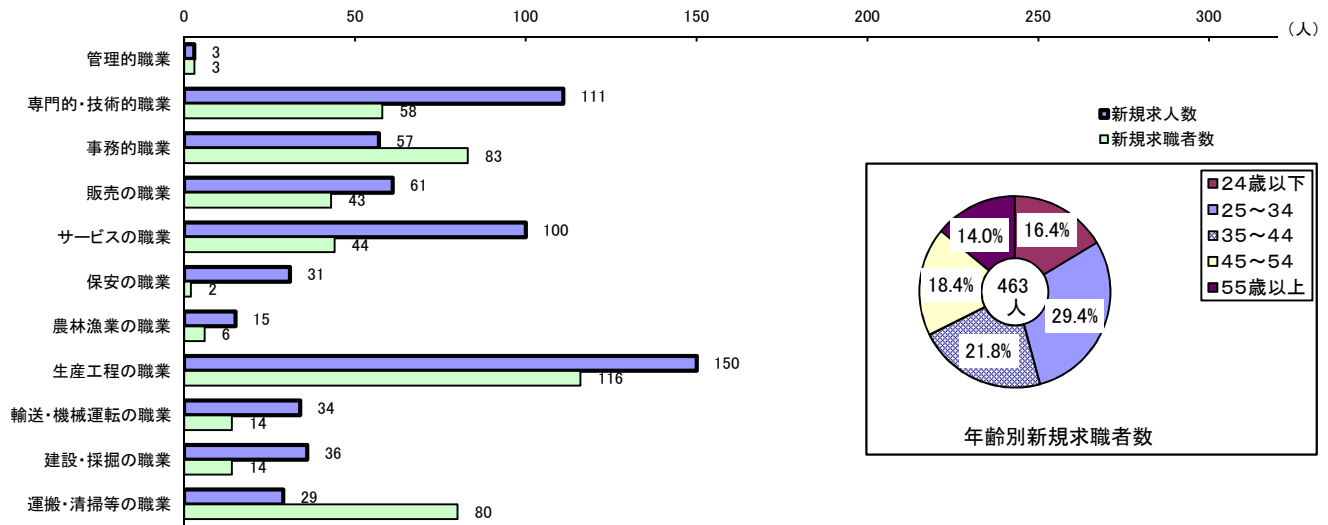 0 50 100 150 200 250 300
(人)
管理的職業 3
3
専門的・技術的職業 111
58
事務的職業 57
83
販売の職業 61
43
サービスの職業 100
44
保安の職業 31
2
農林漁業の職業 15
6
生産工程の職業 150
116
輸送・機械運転の職業 34
14
建設・採掘の職業 36
14
運搬・清掃等の職業 29
80
新規求人数
新規求職者数
24歳以下
25～34
35～44
45～54
55歳以上
14.0% 16.4%
18.4% 463
人
29.4%
21.8%
年齢別新規求職者数